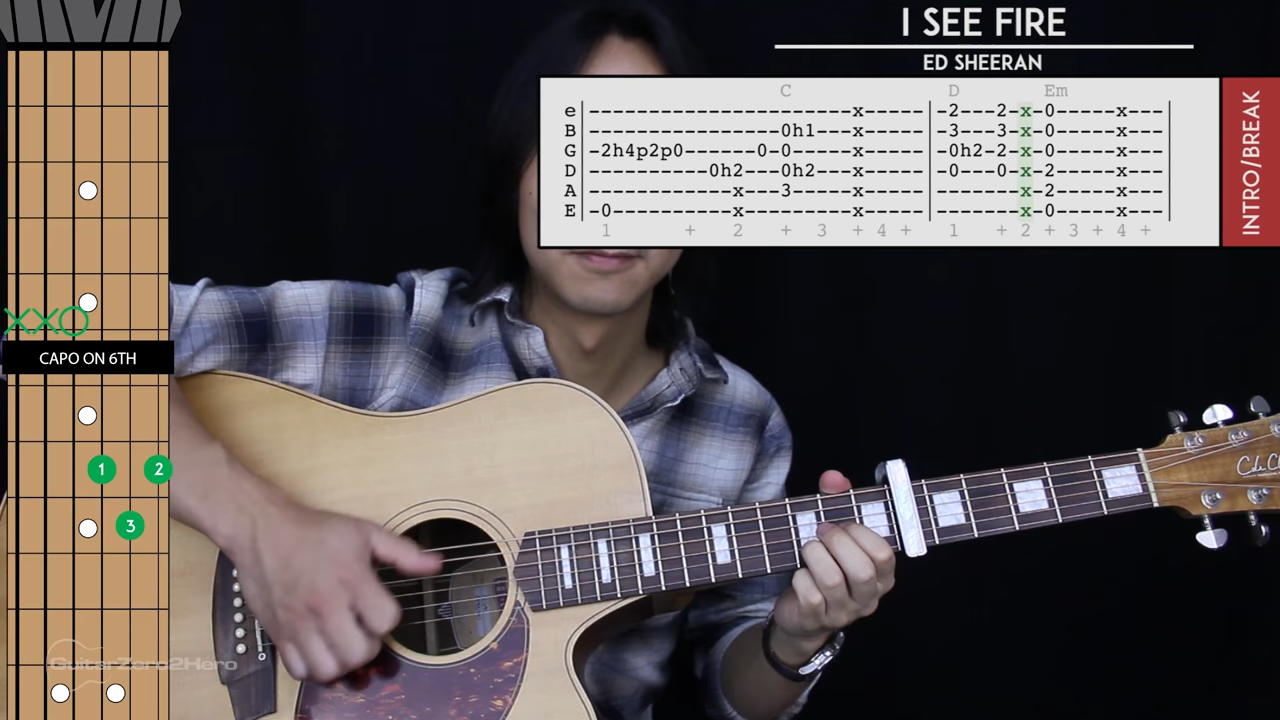 I SEE FIRE
ED SHEERAN
C D Em
e|-----------------------x-----|-2---2-x-0-----x---|
B|----------------0h1---x-----|-3---3-x-0-----x---|
G|-2h4p2p0------0-0-----x-----|-0h2-2-x-0-----x---|
D|----------0h2---0h2---x-----|-0---0-x-2-----x---|
A|------------x---3-----x-----|-------x-2-----x---|
E|-0----------x---------x-----|-------x-0-----x---|
1 + 2 + 3 + 4 + 1 + 2 + 3 + 4 +
INTRO/BREAK
XXO
CAPO ON 6TH
1 2
3
GuitarZero2Hero